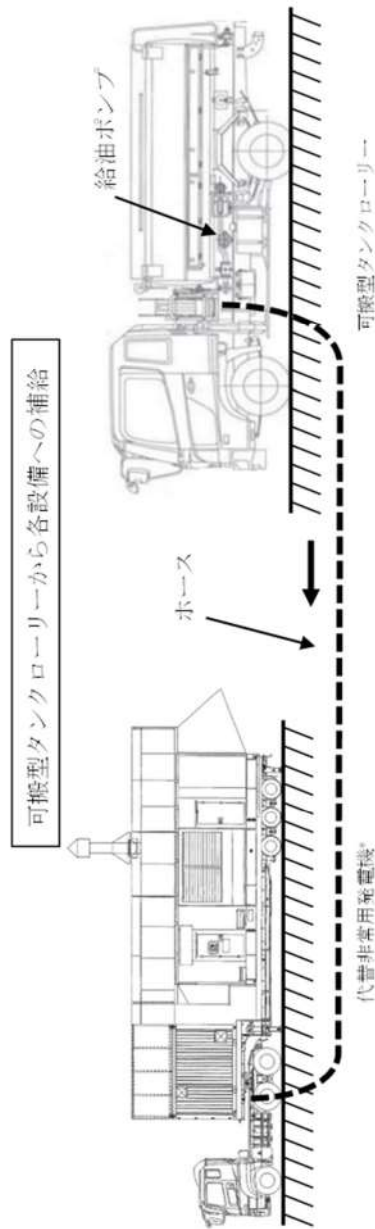 可搬型タンクローリーから各設備への補給
給油ポンプ
ホース
代替非常用発電機*
可搬型タンクローリー